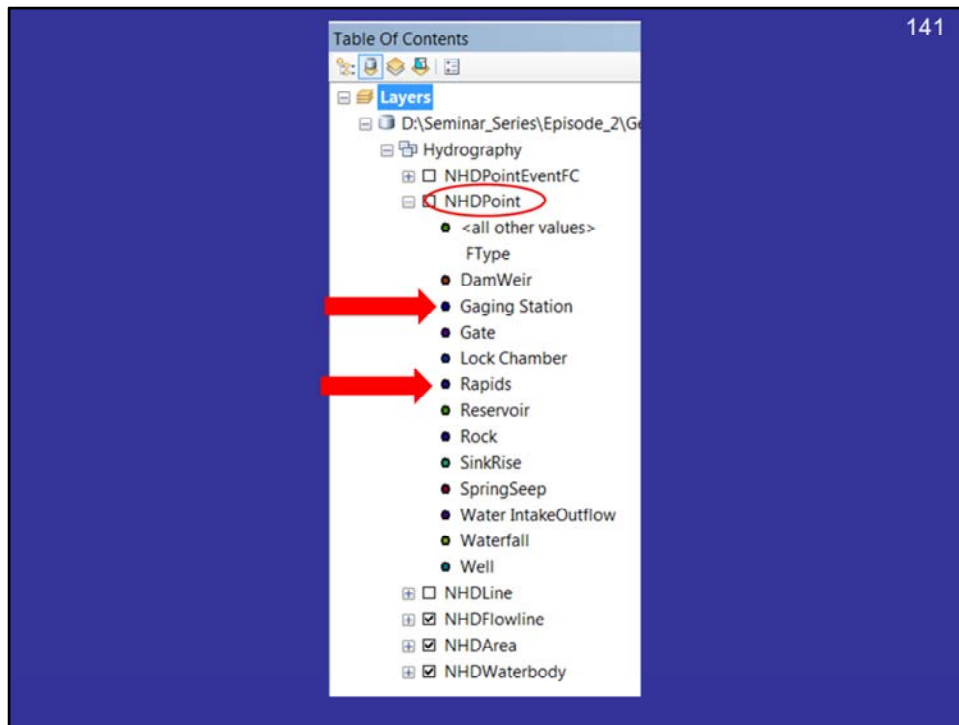 141
Table Of Contents
Layers
D:\Seminar_Series\Episode_2\Ge
Hydrography
NHDPointEventFC
NHDPoint
<all other values>
FType
DamWeir
Gaging Station
Gate
Lock Chamber
Rapids
Reservoir
Rock
SinkRise
SpringSeep
Water IntakeOutflow
Waterfall
Well
NHDLine
NHDFlowline
NHDArea
NHDWaterbody